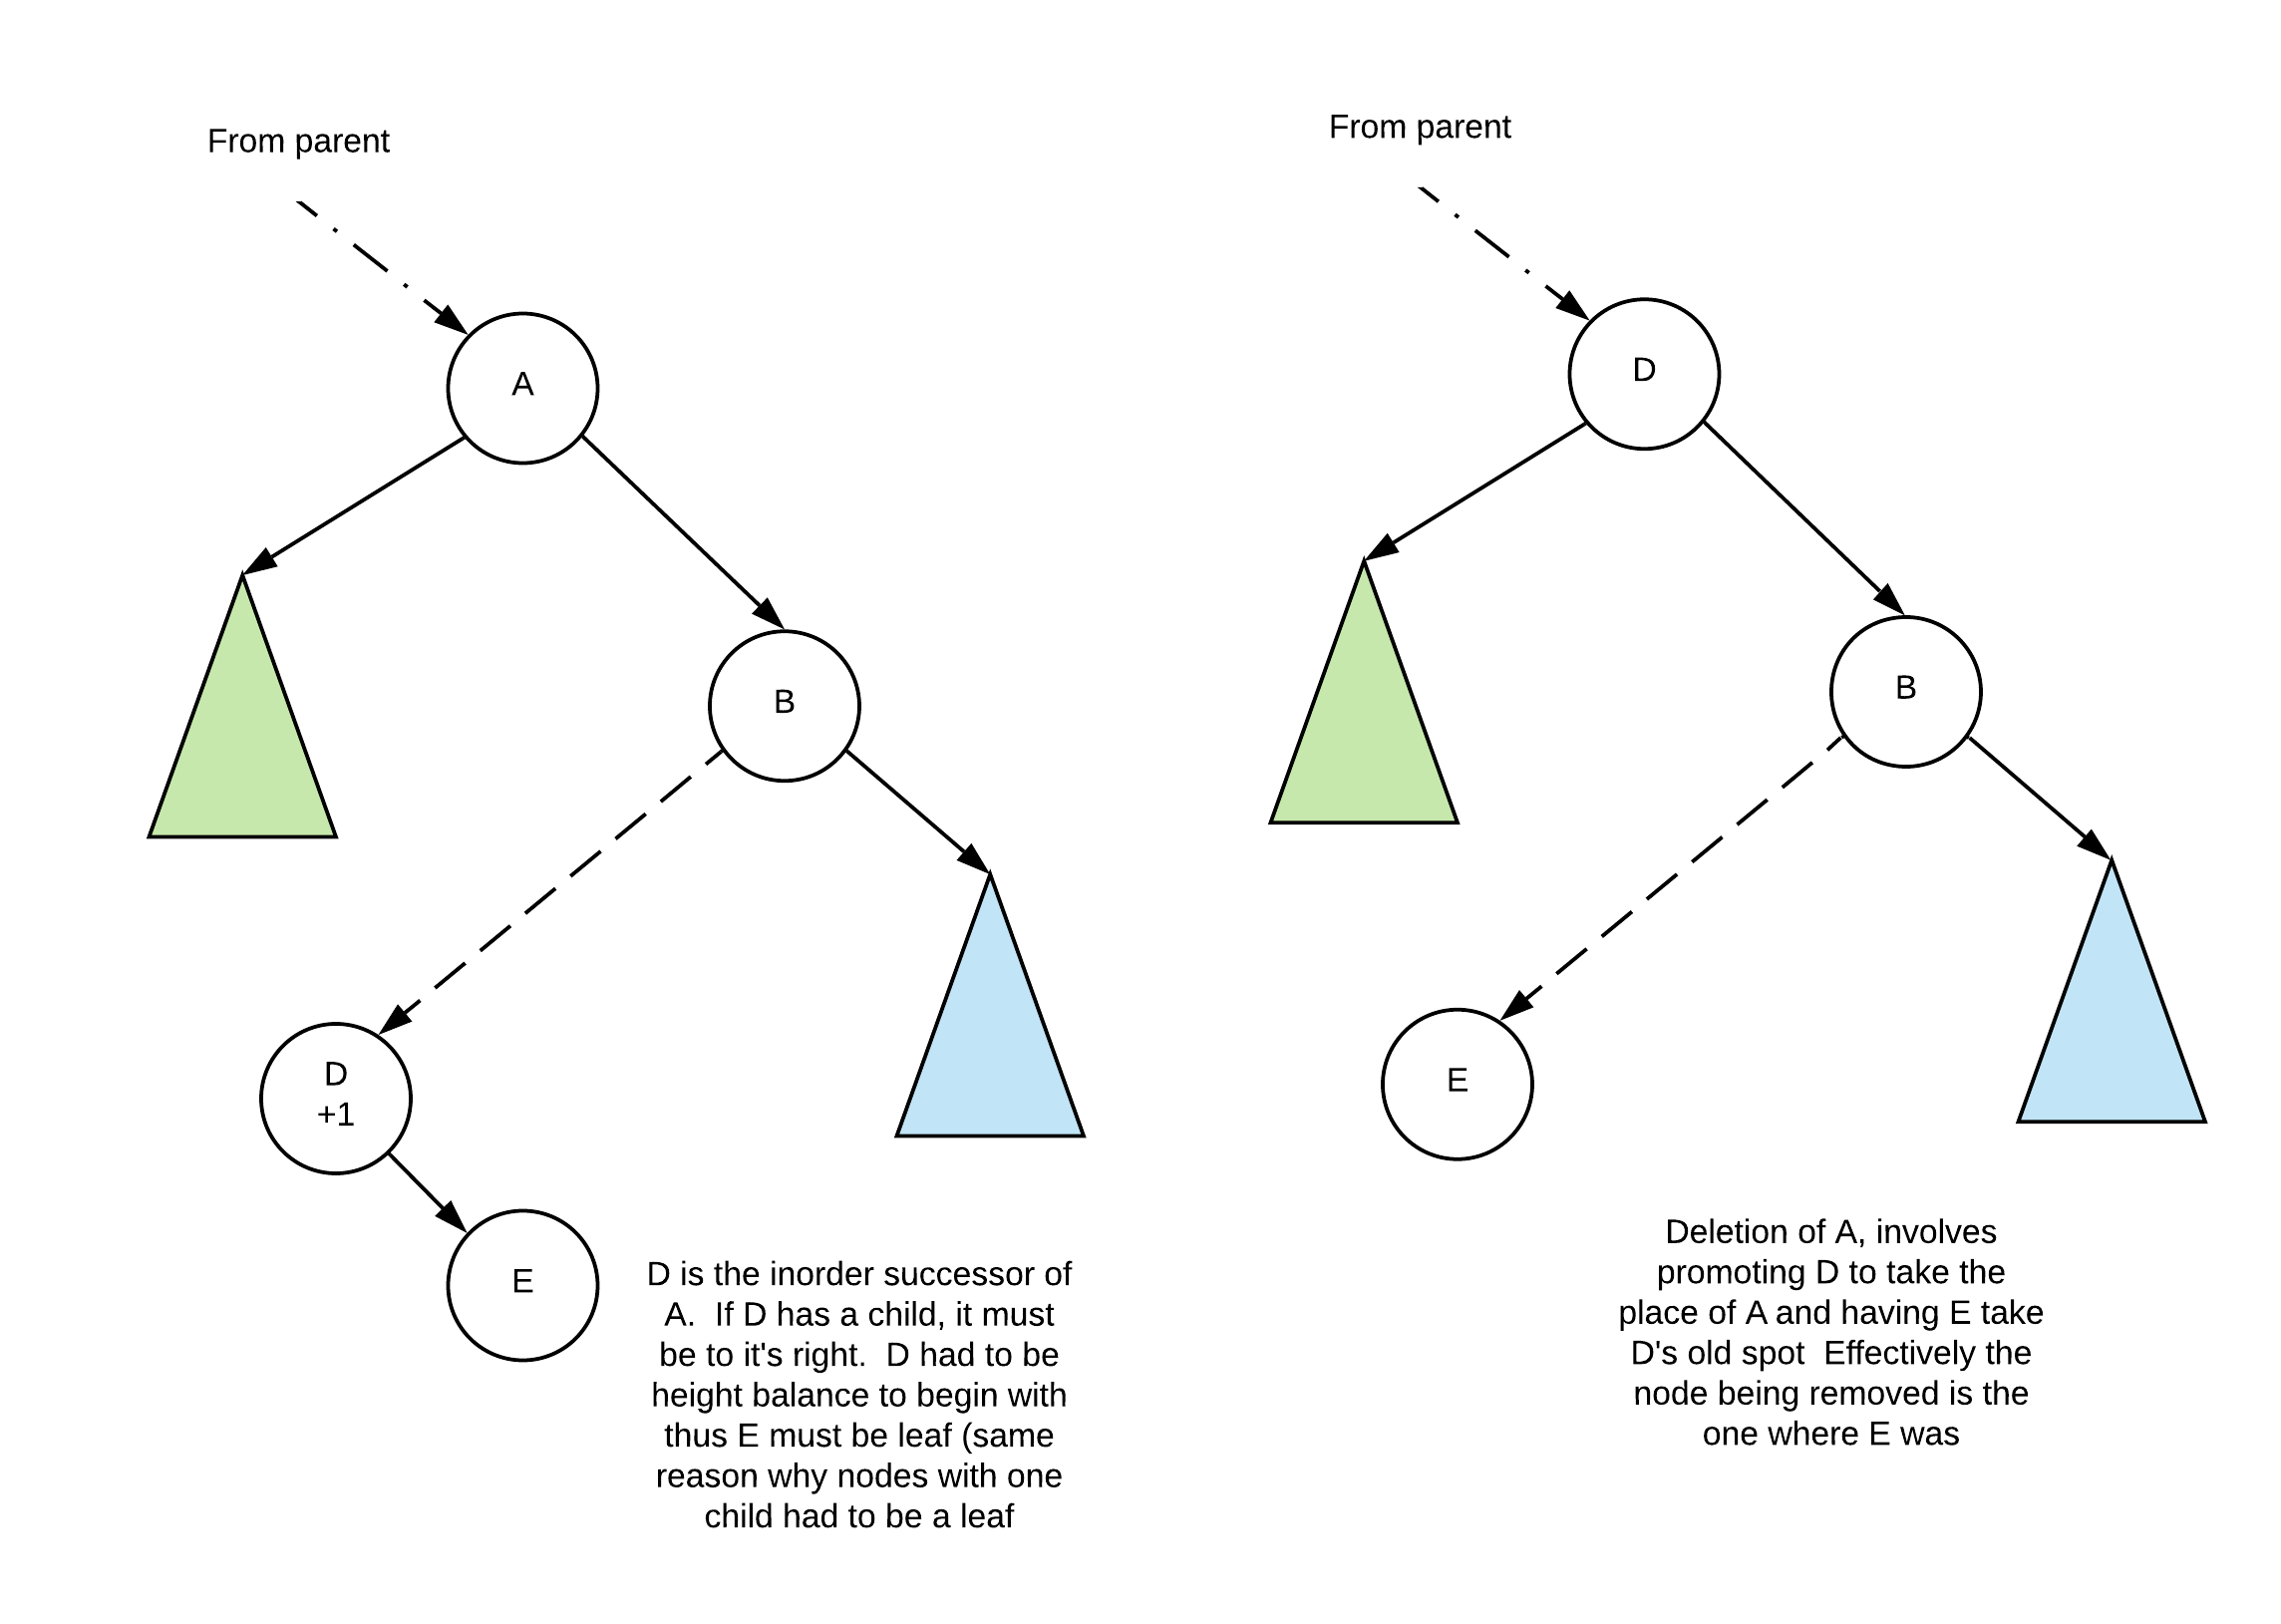 From parent
A
B
D
+1
E
D is the inorder successor of
A.  If D has a child, it must
be to it's right.  D had to be
height balance to begin with
thus E must be leaf (same
reason why nodes with one
child had to be a leaf
From parent
D
B
E
Deletion of A, involves
promoting D to take the
place of A and having E take
D's old spot  Effectively the
node being removed is the
one where E was